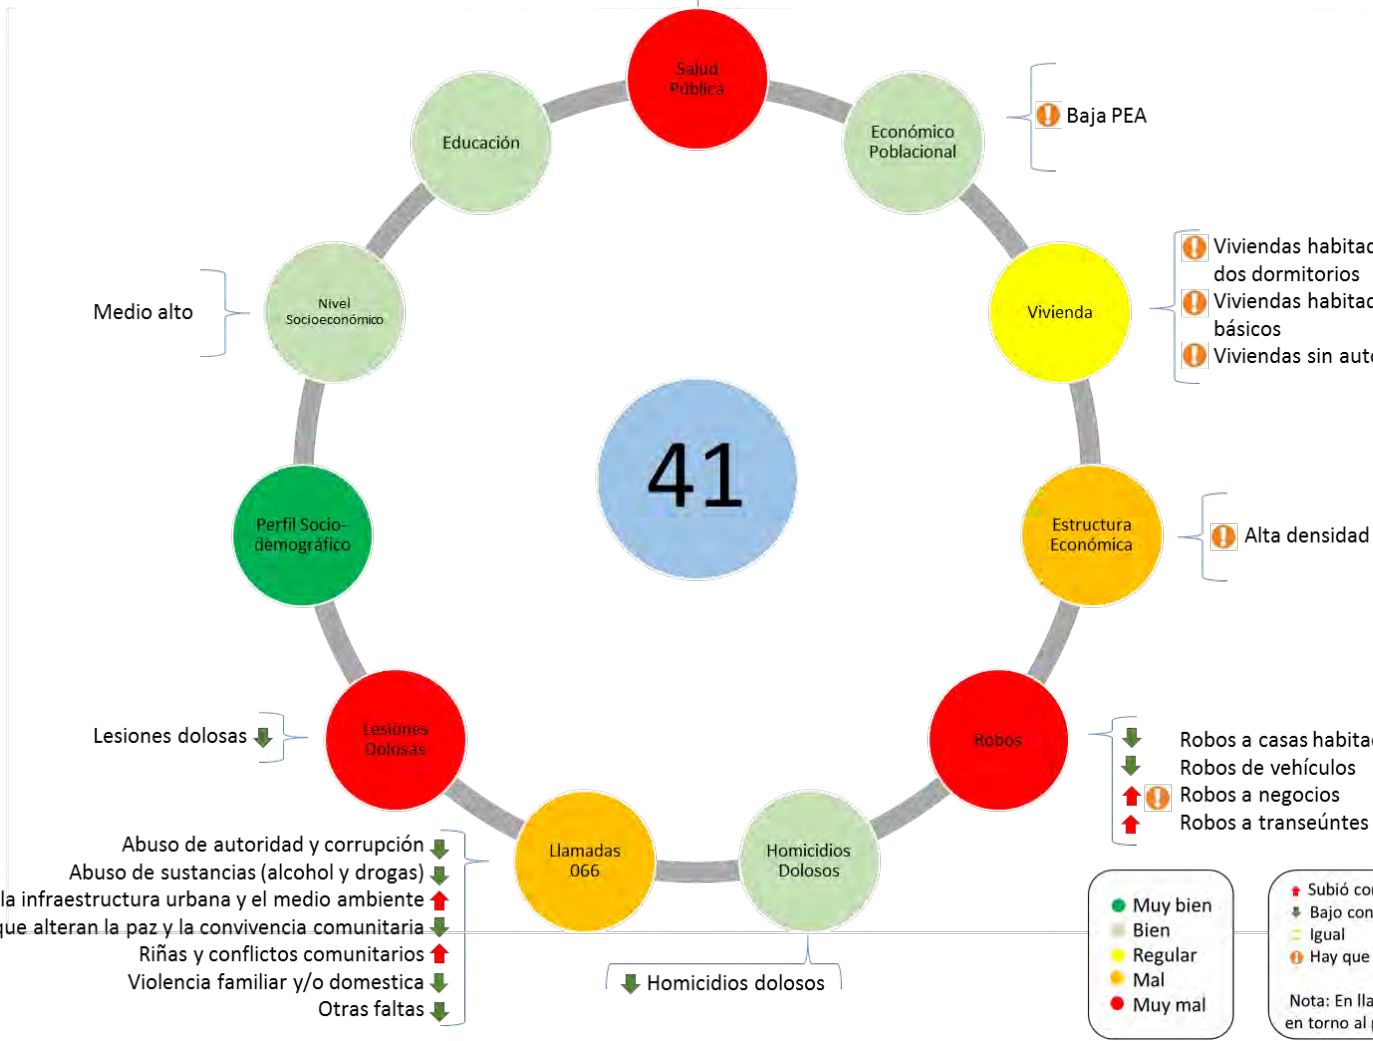 Salud
Pública
Educación
Económico
Poblacional
Baja PEA
Nivel
Socioeconómico
Medio alto
Vivienda
Viviendas habitad
dos dormitorios
Viviendas habitad
básicos
Viviendas sin auto
41
Perfil Socio-
demográfico
Estructura
Económica
Alta densidad
Lesiones
Dolosas
Lesiones dolosas
Robos
Robos a casas habitac
Robos de vehículos
Robos a negocios
Robos a transeúntes
Llamadas
066
Abuso de autoridad y corrupción
Abuso de sustancias (alcohol y drogas)
la infraestructura urbana y el medio ambiente
que alteran la paz y la convivencia comunitaria
Riñas y conflictos comunitarios
Violencia familiar y/o domestica
Otras faltas
Homicidios
Dolosos
Homicidios dolosos
Muy bien
Bien
Regular
Mal
Muy mal
Subió con
Bajo con
Igual
Hay que
Nota: En lla
en torno al p